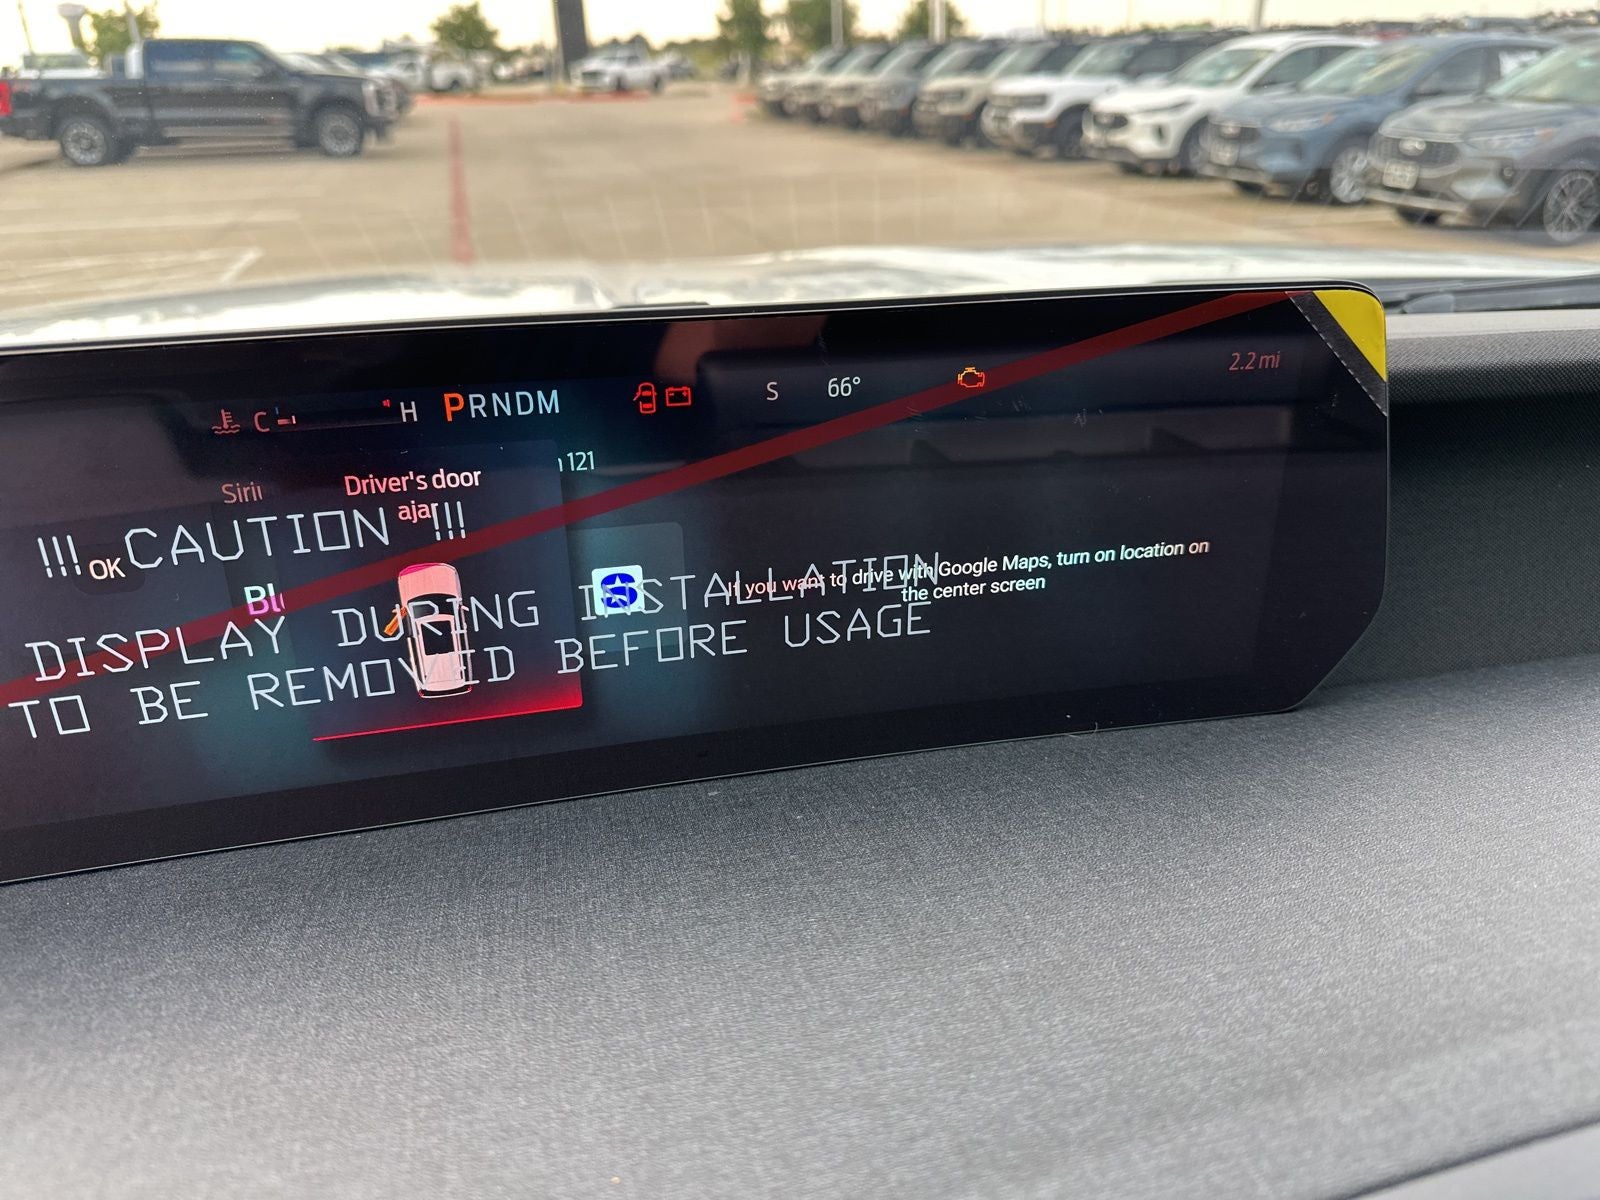 C H PRNDM S 66° 2.2 mi
121
Driver's door
ajar
!!! CAUTION !!!
OK
If you want to drive with Google Maps, turn on location on
the center screen
DISPLAY DURING INSTALLATION
TO BE REMOVED BEFORE USAGE